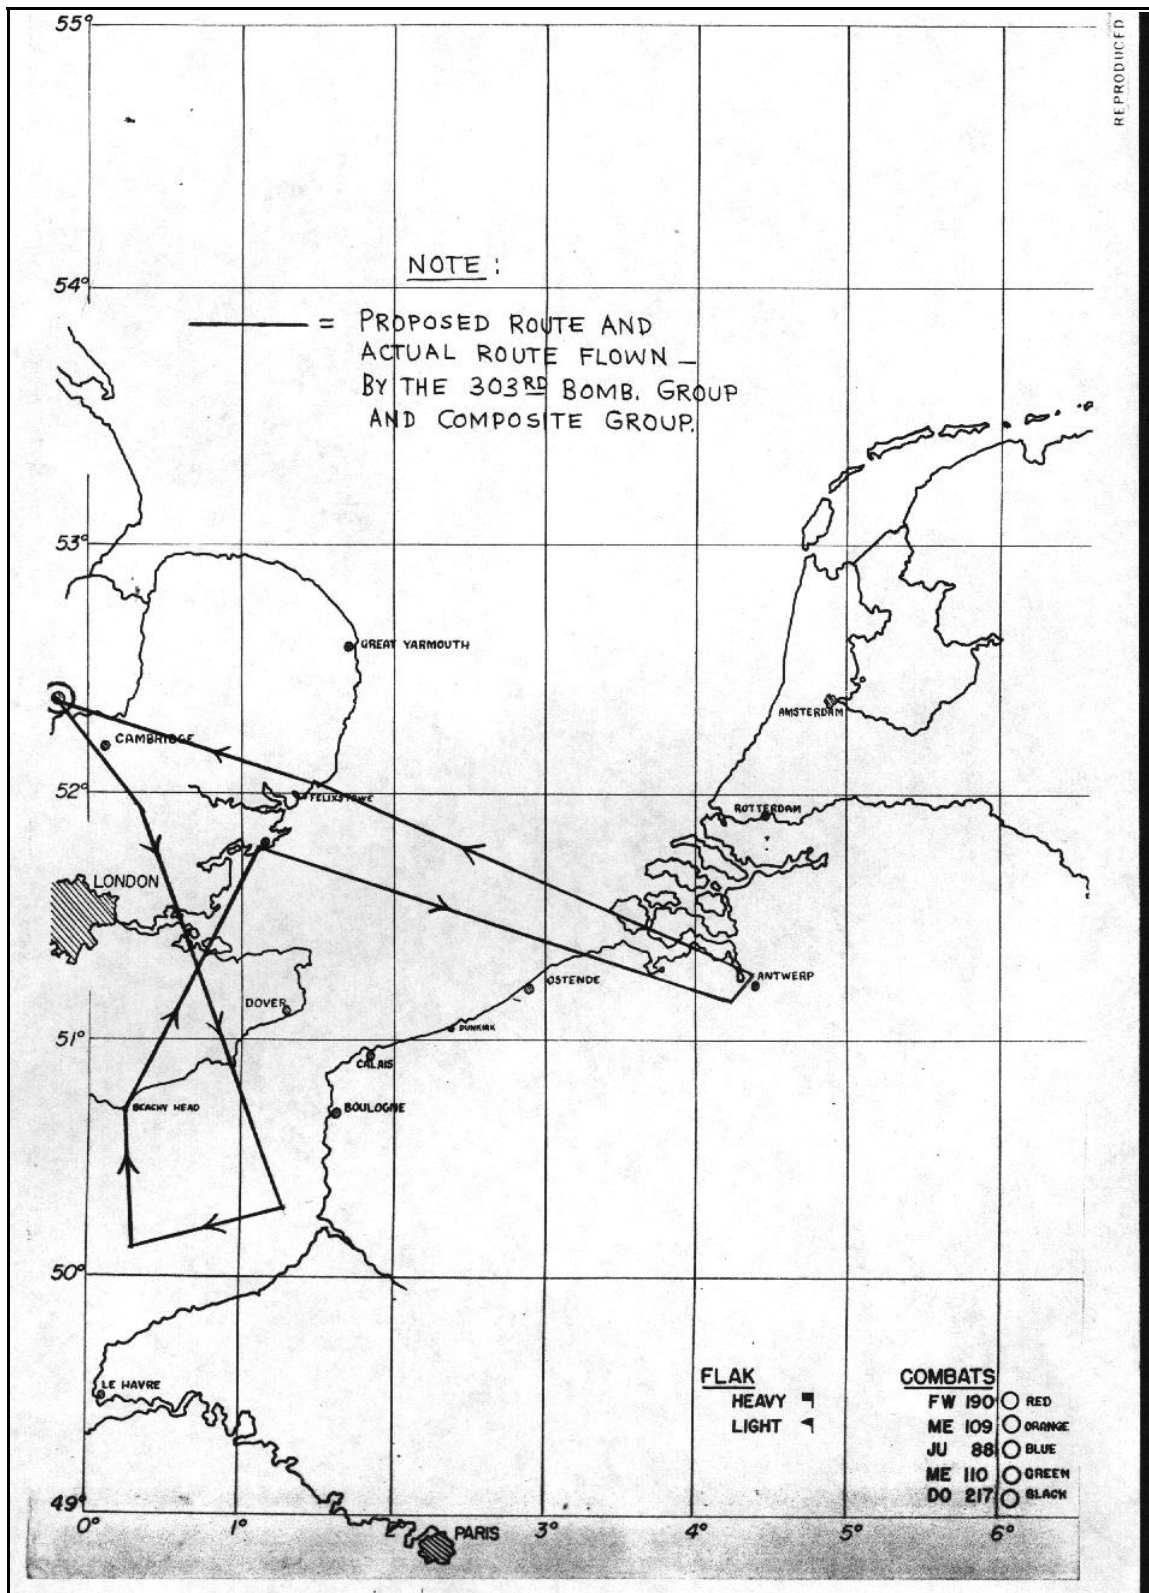 55°
REPRODUCED
NOTE :
54°
= PROPOSED ROUTE AND
ACTUAL ROUTE FLOWN —
BY THE 303RD BOMB. GROUP
AND COMPOSITE GROUP.
53°
GREAT YARMOUTH
AMSTERDAM
CAMBRIDGE
52°
FELIXSTOWE
ROTTERDAM
LONDON
ANTWERP
OSTENDE
DOVER
DUNKIRK
51°
CALAIS
BEACHY HEAD
BOULOGNE
50°
LE HAVRE
FLAK
HEAVY
LIGHT
COMBATS
FW 190 RED
ME 109 ORANGE
JU 88 BLUE
ME 110 GREEN
DO 217 BLACK
49°
0° 1° 2° PARIS 3° 4° 5° 6°